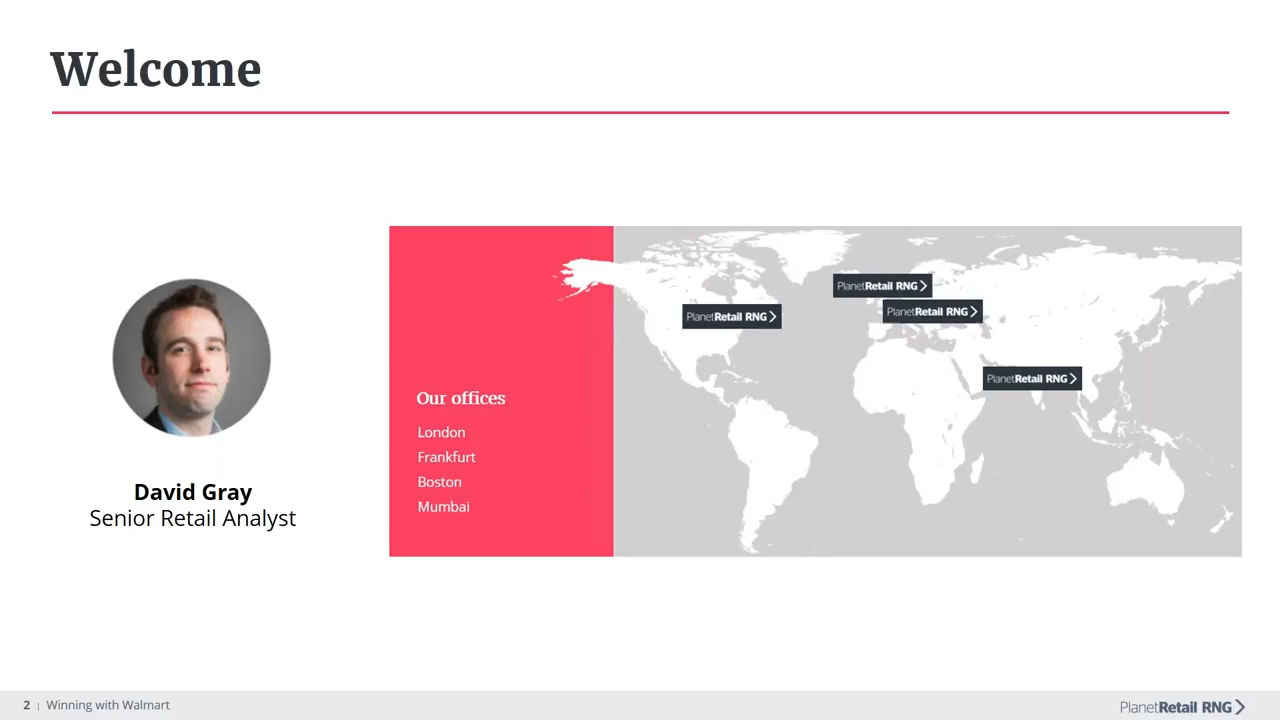 Welcome
David Gray
Senior Retail Analyst
Our offices
London
Frankfurt
Boston
Mumbai
PlanetRetail RNG
PlanetRetail RNG
PlanetRetail RNG
PlanetRetail RNG
2 | Winning with Walmart
PlanetRetail RNG